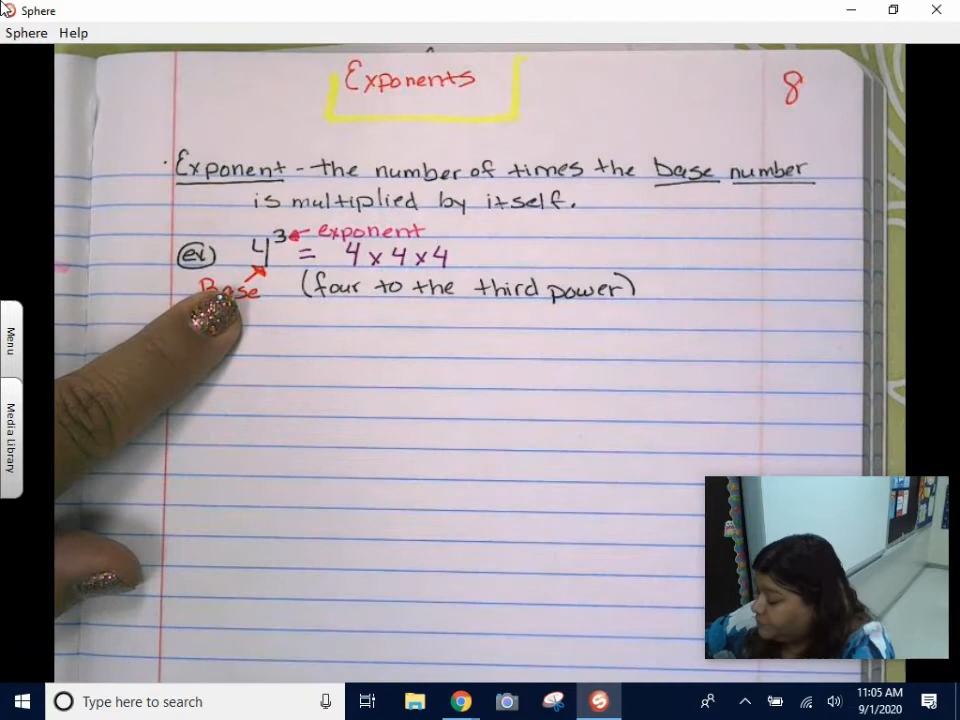 Sphere
Sphere Help
Exponents
8
Exponent - the number of times the base number
is multiplied by itself.
ex) 4³ ← exponent
= 4 x 4 x 4
Base (four to the third power)
Menu
Media Library
Type here to search
11:05 AM
9/1/2020